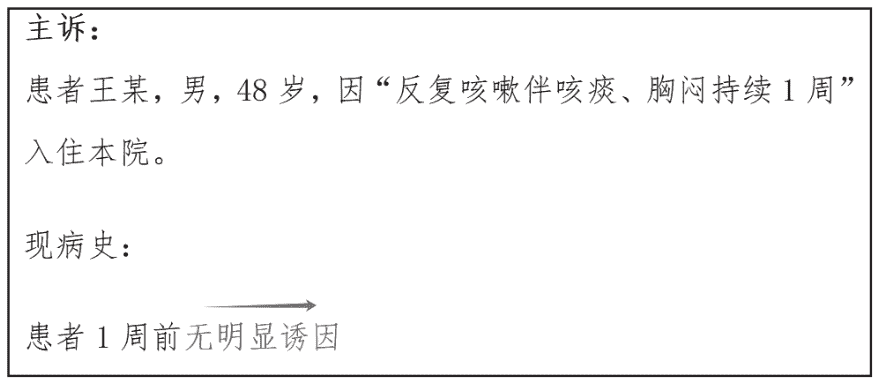 主诉：
患者王某，男，48 岁，因“反复咳嗽伴咳痰、胸闷持续 1 周”
入住本院。
现病史：
患者 1 周前无明显诱因